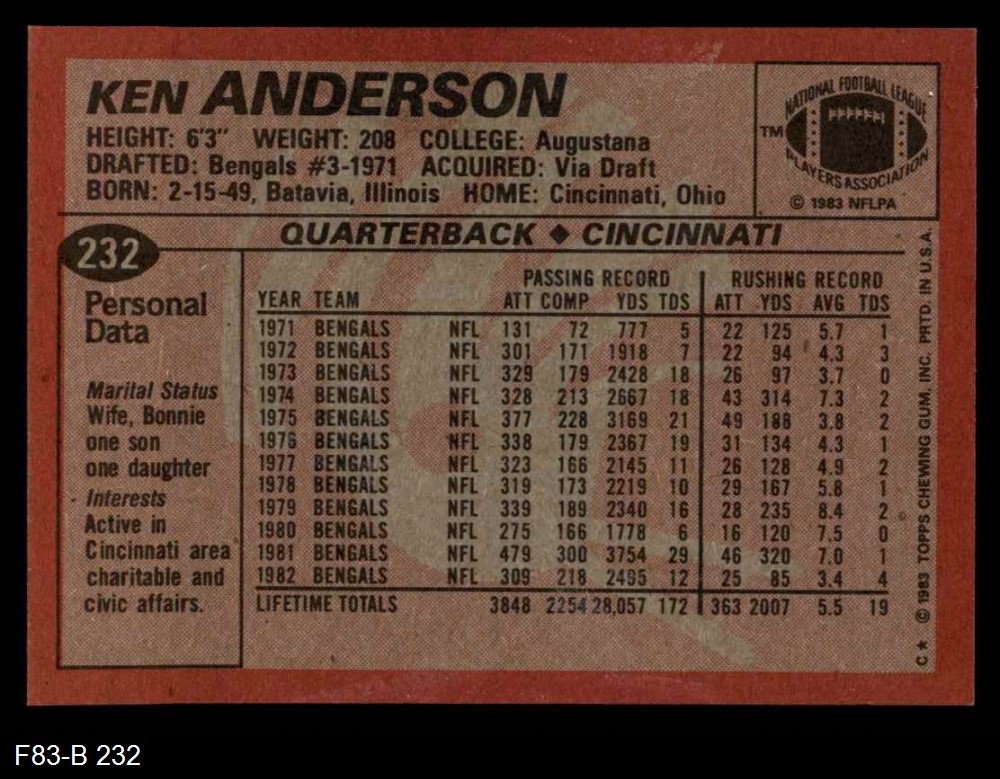 KEN ANDERSON
HEIGHT: 6'3" WEIGHT: 208 COLLEGE: Augustana
DRAFTED: Bengals #3-1971 ACQUIRED: Via Draft
BORN: 2-15-49, Batavia, Illinois HOME: Cincinnati, Ohio
NATIONAL FOOTBALL LEAGUE
TM
PLAYERS ASSOCIATION
© 1983 NFLPA
232
QUARTERBACK ◆ CINCINNATI
Personal
Data
Marital Status
Wife, Bonnie
one son
one daughter
Interests
Active in
Cincinnati area
charitable and
civic affairs.
PASSING RECORD RUSHING RECORD
YEAR TEAM ATT COMP YDS TDS ATT YDS AVG TDS
1971 BENGALS NFL 131 72 777 5 22 125 5.7 1
1972 BENGALS NFL 301 171 1918 7 22 94 4.3 3
1973 BENGALS NFL 329 179 2428 18 26 97 3.7 0
1974 BENGALS NFL 328 213 2667 18 43 314 7.3 2
1975 BENGALS NFL 377 228 3169 21 49 188 3.8 2
1976 BENGALS NFL 338 179 2367 19 31 134 4.3 1
1977 BENGALS NFL 323 166 2145 11 26 128 4.9 2
1978 BENGALS NFL 319 173 2219 10 29 167 5.8 1
1979 BENGALS NFL 339 189 2340 16 28 235 8.4 2
1980 BENGALS NFL 275 166 1778 6 16 120 7.5 0
1981 BENGALS NFL 479 300 3754 29 46 320 7.0 1
1982 BENGALS NFL 309 218 2495 12 25 85 3.4 4
LIFETIME TOTALS 3848 2254 28,057 172 363 2007 5.5 19
C★ © 1983 TOPPS CHEWING GUM, INC. PRTD. IN U.S.A.
F83-B 232